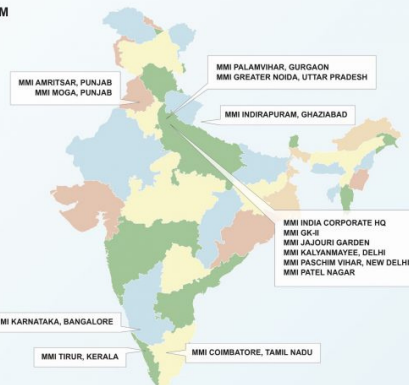 M
MMI PALAMVIHAR, GURGAON
MMI GREATER NOIDA, UTTAR PRADESH
MMI AMRITSAR, PUNJAB
MMI MOGA, PUNJAB
MMI INDIRAPURAM, GHAZIABAD
MMI INDIA CORPORATE HQ
MMI GK-II
MMI JAJOURI GARDEN
MMI KALYANMAYEE, DELHI
MMI PASCHIM VIHAR, NEW DELHI
MMI PATEL NAGAR
MI KARNATAKA, BANGALORE
MMI TIRUR, KERALA
MMI COIMBATORE, TAMIL NADU